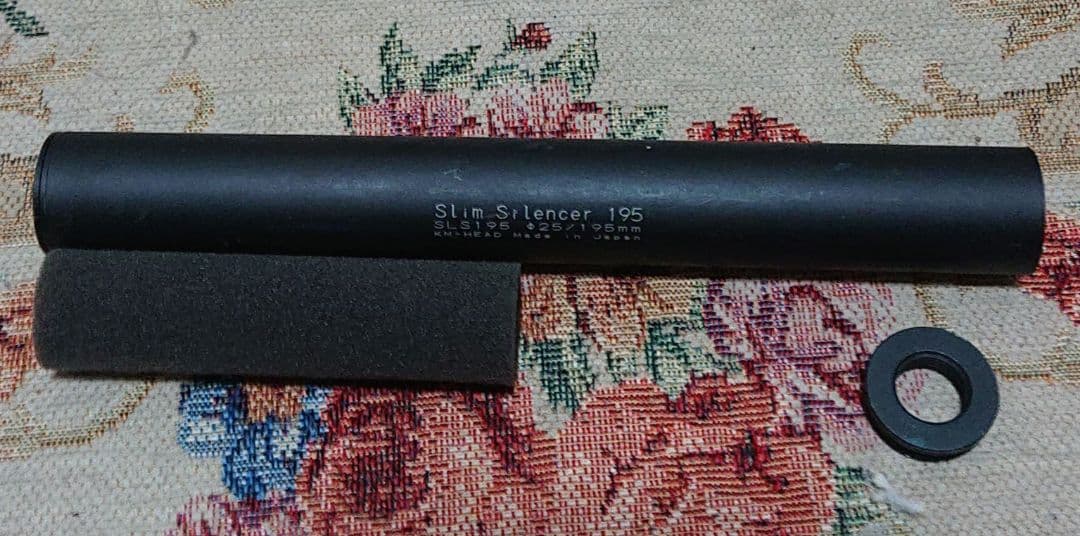 Slim Silencer 195
SLS195 Φ25/195mm
KM-HEAD Made in Japan